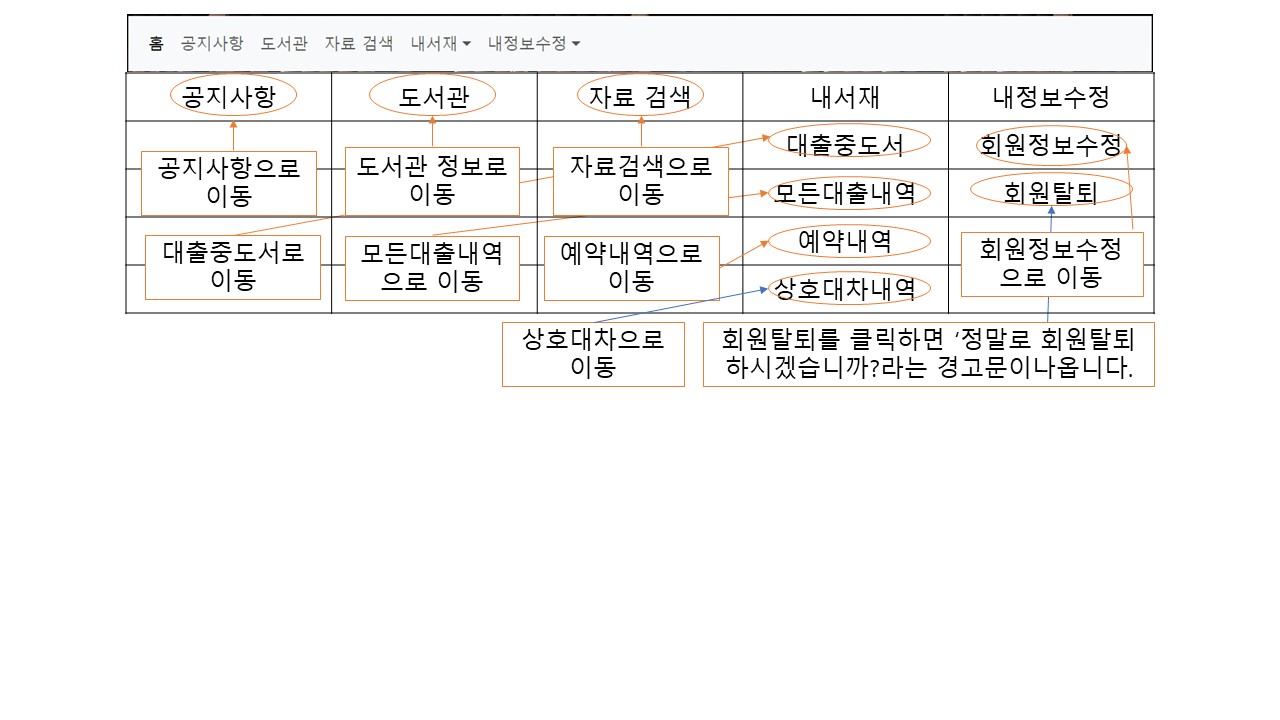 홈 공지사항 도서관 자료 검색 내서재 내정보수정
공지사항 도서관 자료 검색 내서재 내정보수정
대출중도서 회원정보수정
공지사항으로
이동
도서관 정보로
이동
자료검색으로
이동
모든대출내역 회원탈퇴
예약내역
대출중도서로
이동
모든대출내역
으로 이동
예약내역으로
이동
회원정보수정
으로 이동
상호대차내역
상호대차으로
이동
회원탈퇴를 클릭하면 ‘정말로 회원탈퇴
하시겠습니까?라는 경고문이나옵니다.